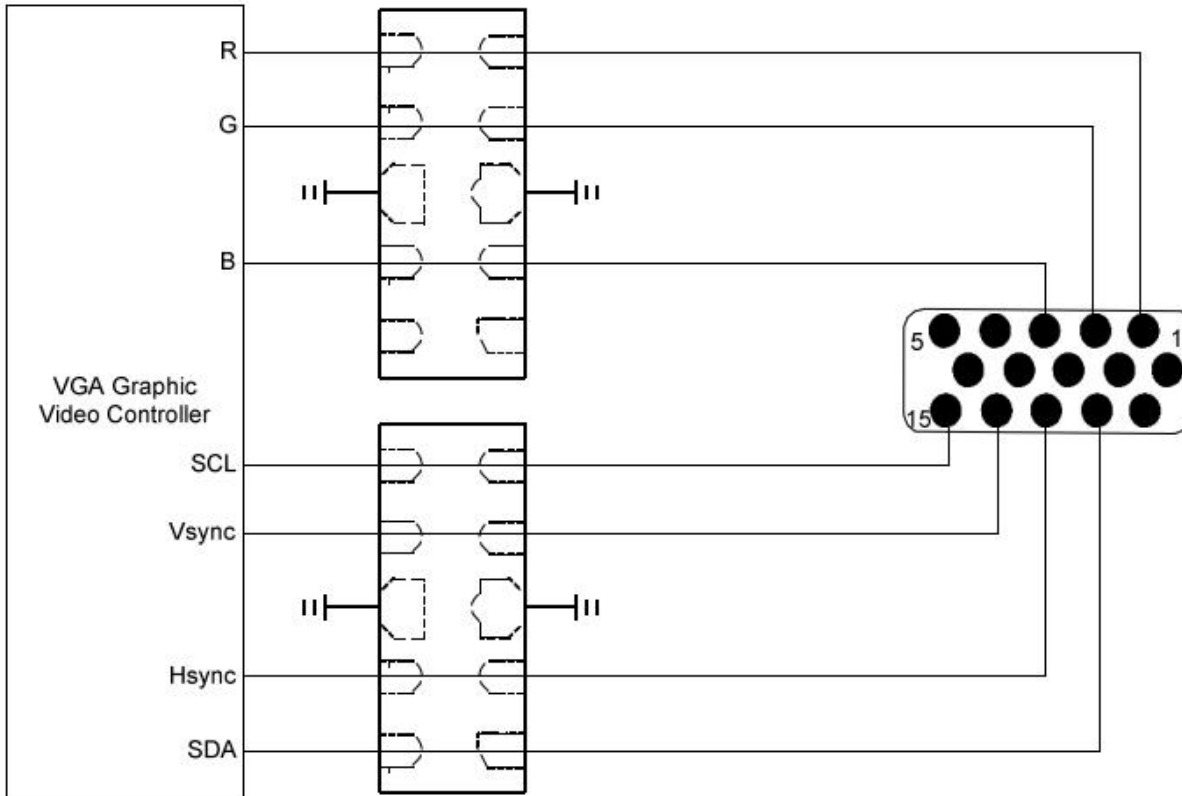 R
G
B
5
1
VGA Graphic
Video Controller
15
SCL
Vsync
Hsync
SDA